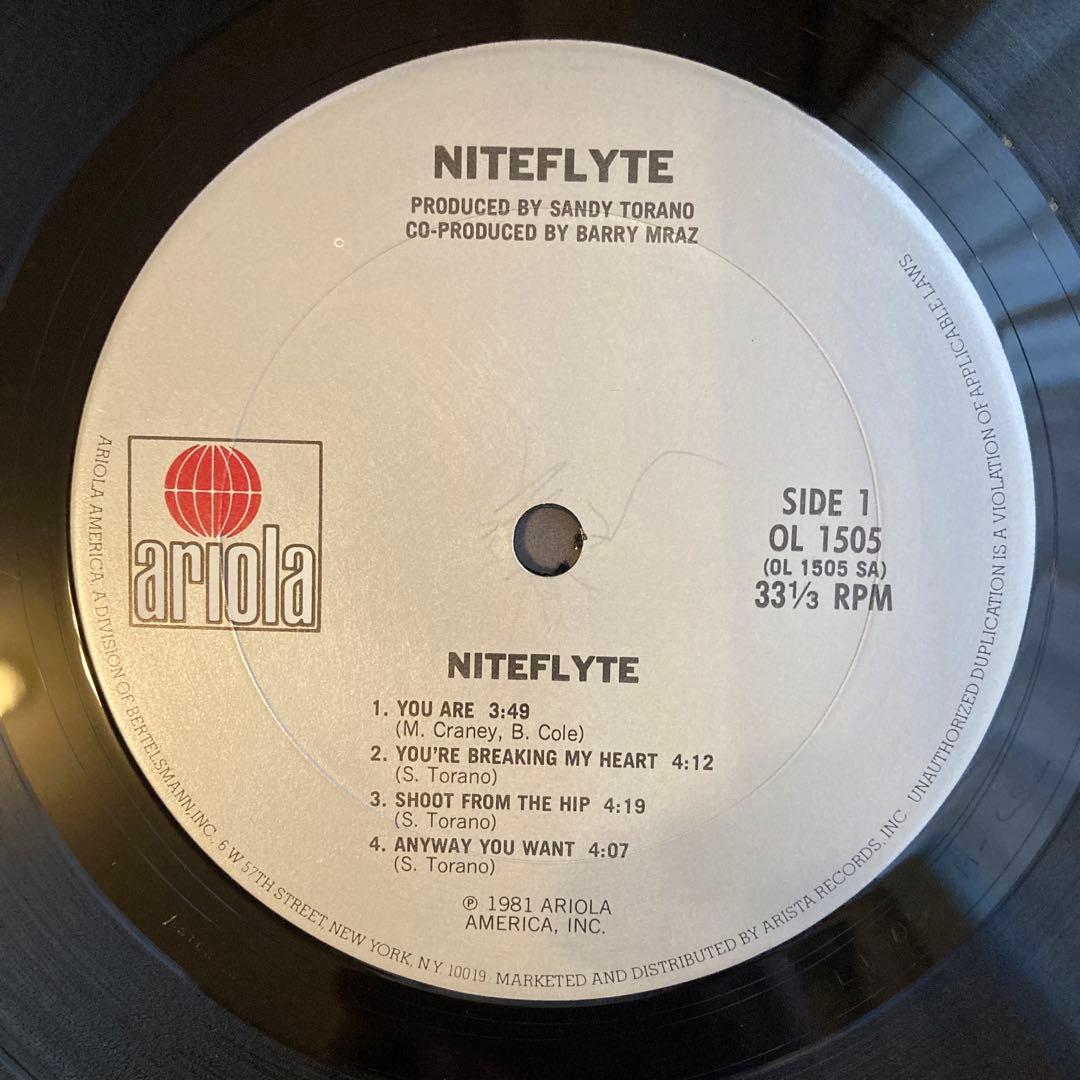 NITEFLYTE
PRODUCED BY SANDY TORANO
CO-PRODUCED BY BARRY MRAZ
ariola
SIDE 1
OL 1505
(OL 1505 SA)
33⅓ RPM
NITEFLYTE
1. YOU ARE 3:49
(M. Craney, B. Cole)
2. YOU'RE BREAKING MY HEART 4:12
(S. Torano)
3. SHOOT FROM THE HIP 4:19
(S. Torano)
4. ANYWAY YOU WANT 4:07
(S. Torano)
℗ 1981 ARIOLA
AMERICA, INC.
ARIOLA AMERICA, A DIVISION OF BERTELSMANN, INC. 6 W 57TH STREET, NEW YORK, N Y 10019. MARKETED AND DISTRIBUTED BY ARISTA RECORDS, INC. UNAUTHORIZED DUPLICATION IS A VIOLATION OF APPLICABLE LAWS